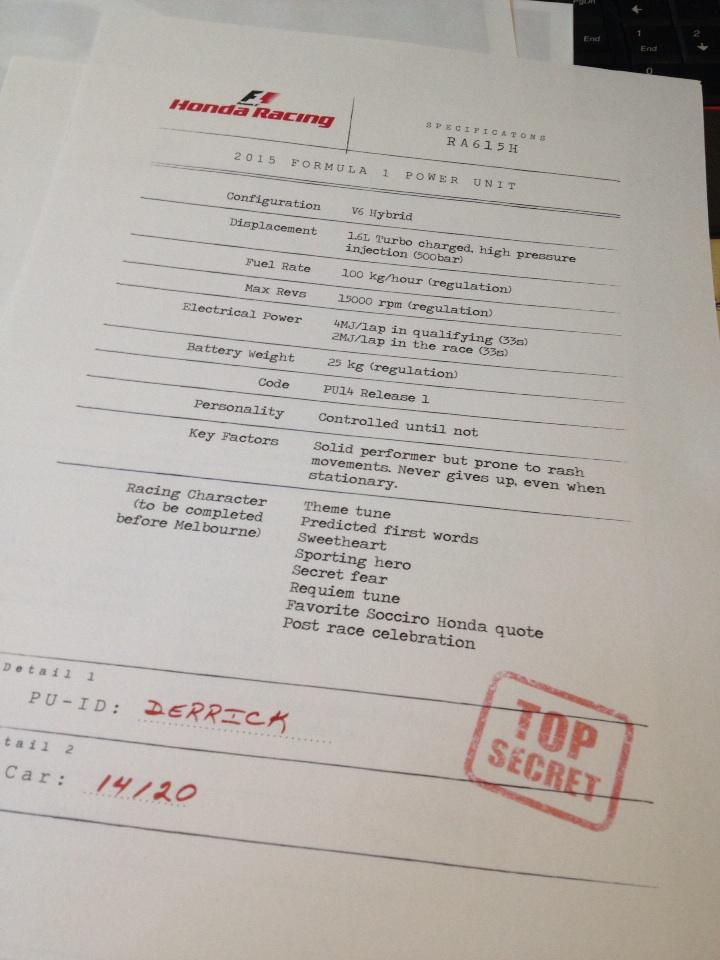 PgDn
End
1
End
2
0
F1
Honda Racing
SPECIFICATONS
RA615H
2015 FORMULA 1 POWER UNIT
Configuration V6 Hybrid
Displacement 1.6L Turbo charged, high pressure
injection (500bar)
Fuel Rate 100 kg/hour (regulation)
Max Revs 15000 rpm (regulation)
Electrical Power 4MJ/lap in qualifying (33s)
2MJ/lap in the race (33s)
Battery Weight 25 kg (regulation)
Code PU14 Release 1
Personality Controlled until not
Key Factors Solid performer but prone to rash
movements. Never gives up, even when
stationary.
Racing Character Theme tune
(to be completed Predicted first words
before Melbourne) Sweetheart
Sporting hero
Secret fear
Requiem tune
Favorite Socciro Honda quote
Post race celebration
Detail 1
PU-ID: DERRICK
tail 2
Car: 14/20
TOP
SECRET